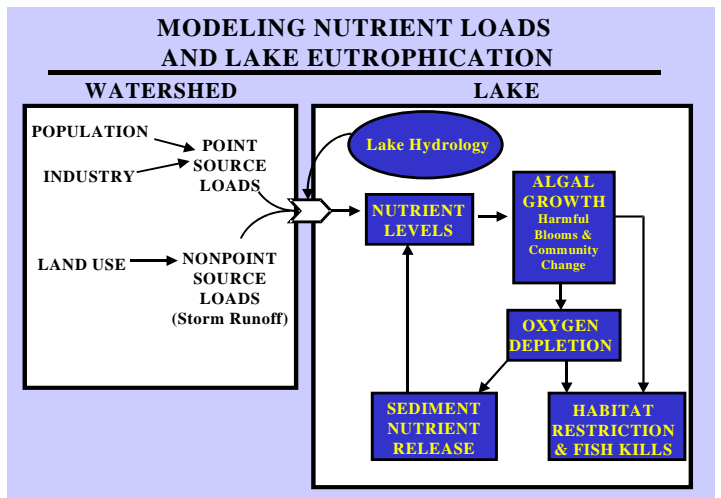 MODELING NUTRIENT LOADS
AND LAKE EUTROPHICATION
WATERSHED
LAKE
POPULATION
INDUSTRY
POINT
SOURCE
LOADS
LAND USE
NONPOINT
SOURCE
LOADS
(Storm Runoff)
Lake Hydrology
NUTRIENT
LEVELS
ALGAL
GROWTH
Harmful
Blooms &
Community
Change
OXYGEN
DEPLETION
SEDIMENT
NUTRIENT
RELEASE
HABITAT
RESTRICTION
& FISH KILLS